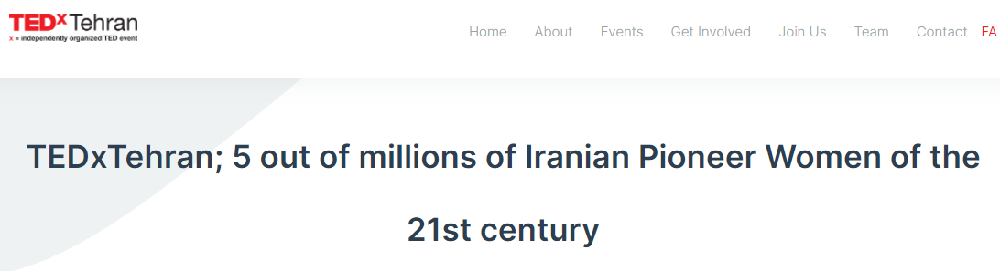 TEDxTehran
x = independently organized TED event
Home About Events Get Involved Join Us Team Contact FA
TEDxTehran; 5 out of millions of Iranian Pioneer Women of the
21st century